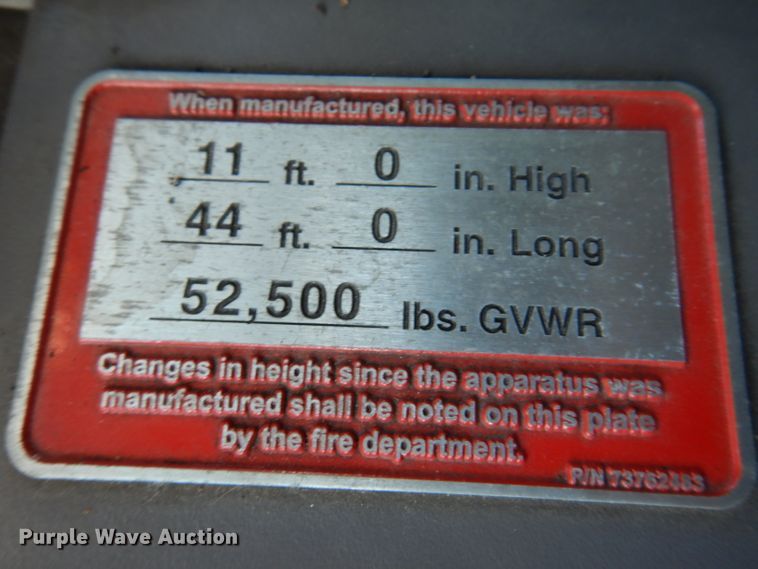 When manufactured, this vehicle was:
11 ft. 0 in. High
44 ft. 0 in. Long
52,500 lbs. GVWR
Changes in height since the apparatus was
manufactured shall be noted on this plate
by the fire department.
P/N 73762483
Purple Wave Auction